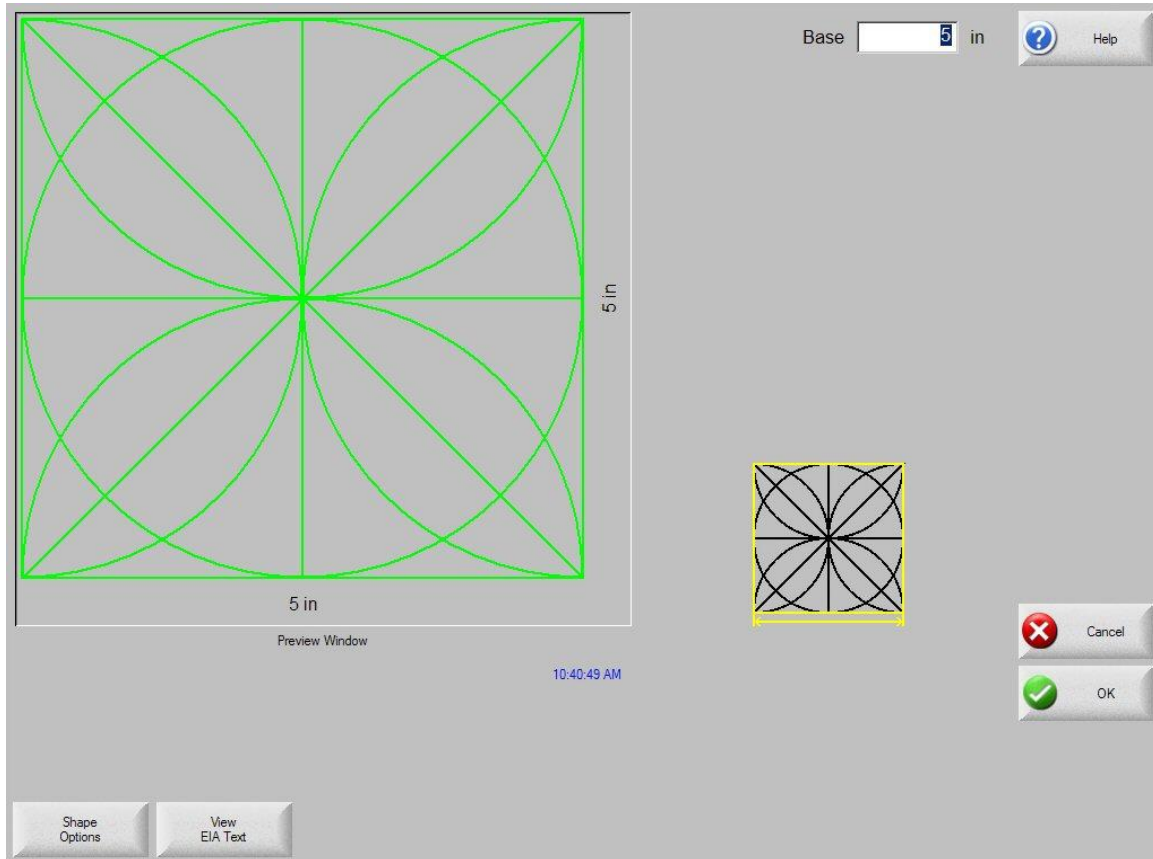 Base 5 in
Help
5 in
5 in
Preview Window
10:40:49 AM
Cancel
OK
Shape
Options
View
EIA Text